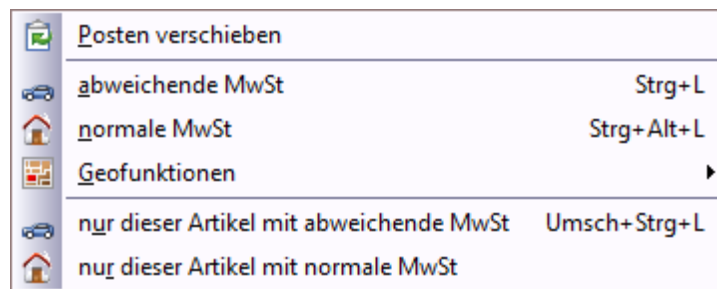 Posten verschieben
abweichende MwSt Strg+L
normale MwSt Strg+Alt+L
Geofunktionen
nur dieser Artikel mit abweichende MwSt Umsch+Strg+L
nur dieser Artikel mit normale MwSt